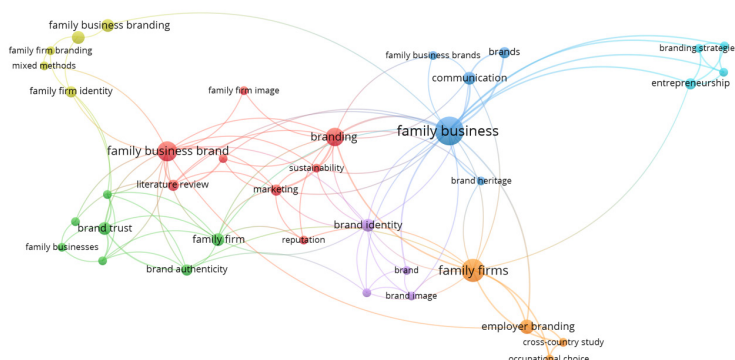 family business branding
family firm branding
mixed methods
family firm identity
family firm image
family business brands
brands
communication
branding strategie
entrepreneurship
family business
branding
family business brand
sustainability
literature review
marketing
brand heritage
brand identity
brand trust
family firm
reputation
family businesses
brand authenticity
brand
family firms
brand image
employer branding
cross-country study
occupational choice